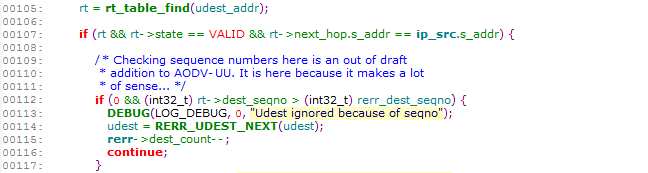 00105: rt = rt_table_find(udest_addr);
00106:
00107: if (rt && rt->state == VALID && rt->next_hop.s_addr == ip_src.s_addr) {
00108:
00109: /* Checking sequence numbers here is an out of draft
00110: * addition to AODV-UU. It is here because it makes a lot
00111: * of sense... */
00112: if (0 && (int32_t) rt->dest_seqno > (int32_t) rerr_dest_seqno) {
00113: DEBUG(LOG_DEBUG, 0, "Udest ignored because of seqno");
00114: udest = RERR_UDEST_NEXT(udest);
00115: rerr->dest_count--;
00116: continue;
00117: }